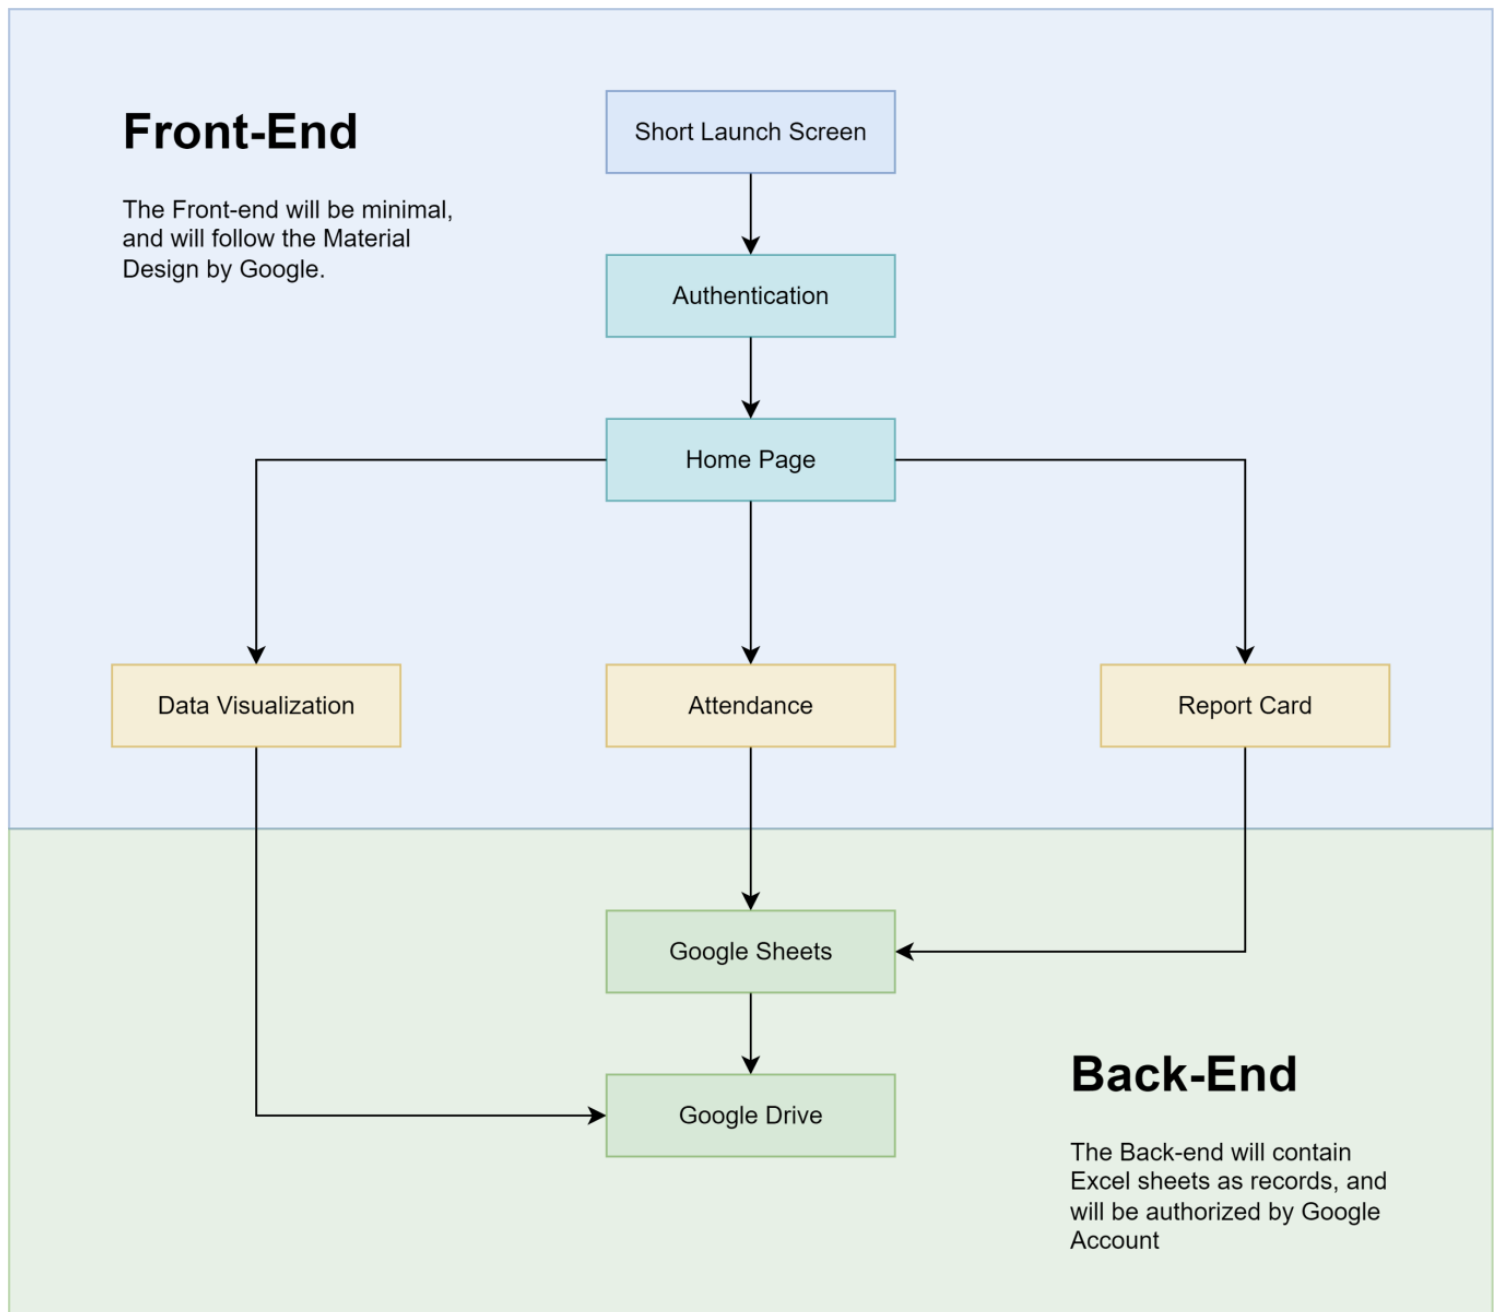 Front-End
The Front-end will be minimal,
and will follow the Material
Design by Google.
Short Launch Screen
Authentication
Home Page
Data Visualization
Attendance
Report Card
Google Sheets
Google Drive
Back-End
The Back-end will contain
Excel sheets as records, and
will be authorized by Google
Account